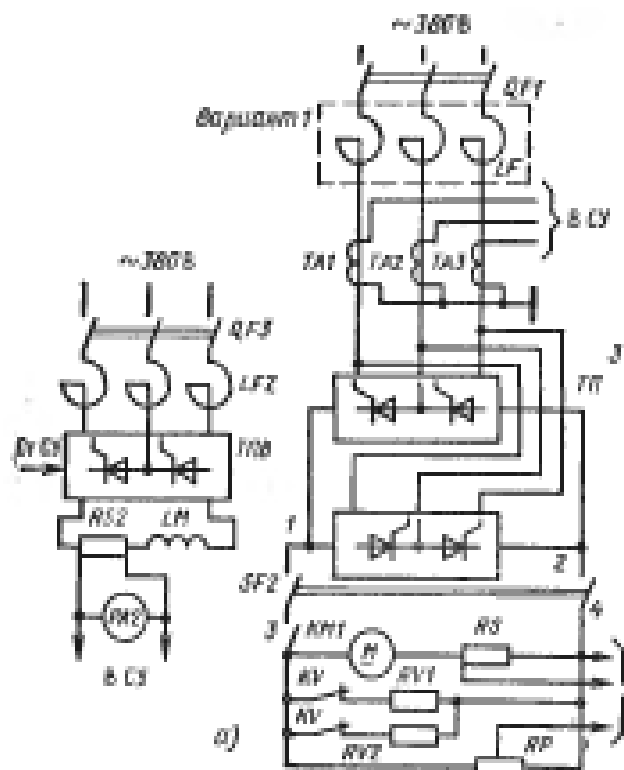 ~380В
QF1
Вариант 1
LF
в СУ
TA1 TA2 TA3
~380В
QF3
LF2
3
ТП
От СУ
ТПВ
RS2
LM
1
2
SF2
4
PA2
3
KM1
M
RS
в СУ
KV
RV1
KV
а)
RV2
RP